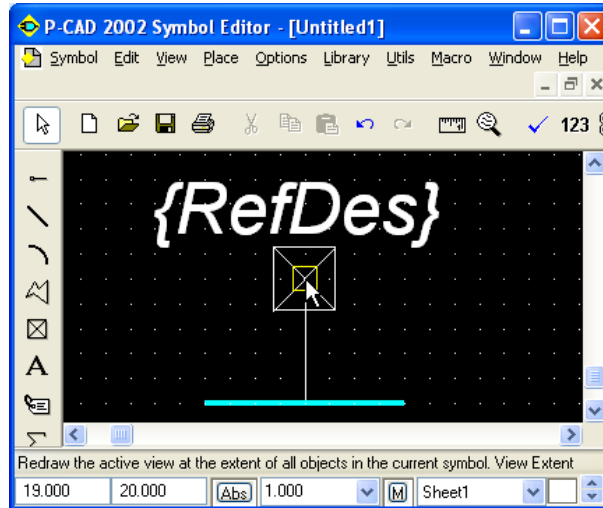 P-CAD 2002 Symbol Editor - [Untitled1]
Symbol Edit View Place Options Library Utils Macro Window Help
123
{RefDes}
A
Redraw the active view at the extent of all objects in the current symbol. View Extent
19.000 20.000 Abs 1.000 M Sheet1